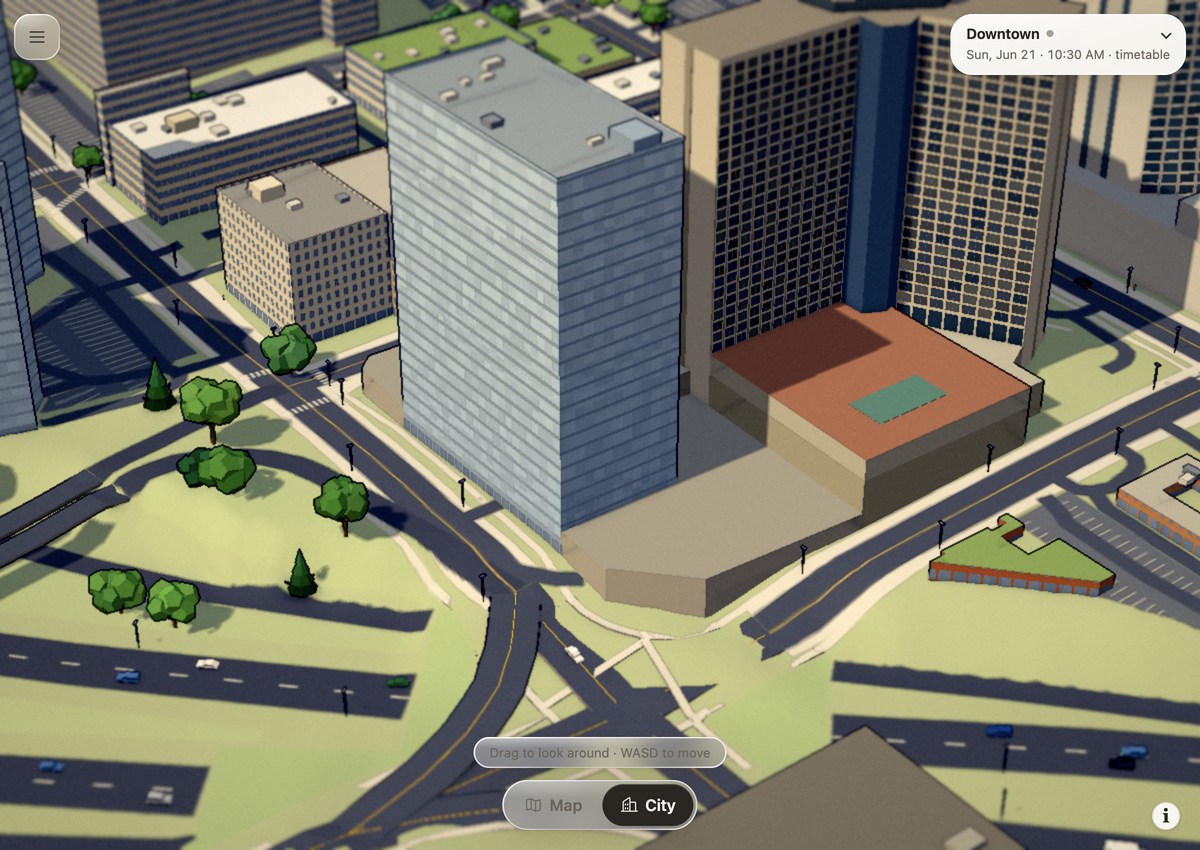 Downtown
Sun, Jun 21 · 10:30 AM · timetable
Drag to look around · WASD to move
Map
City
i